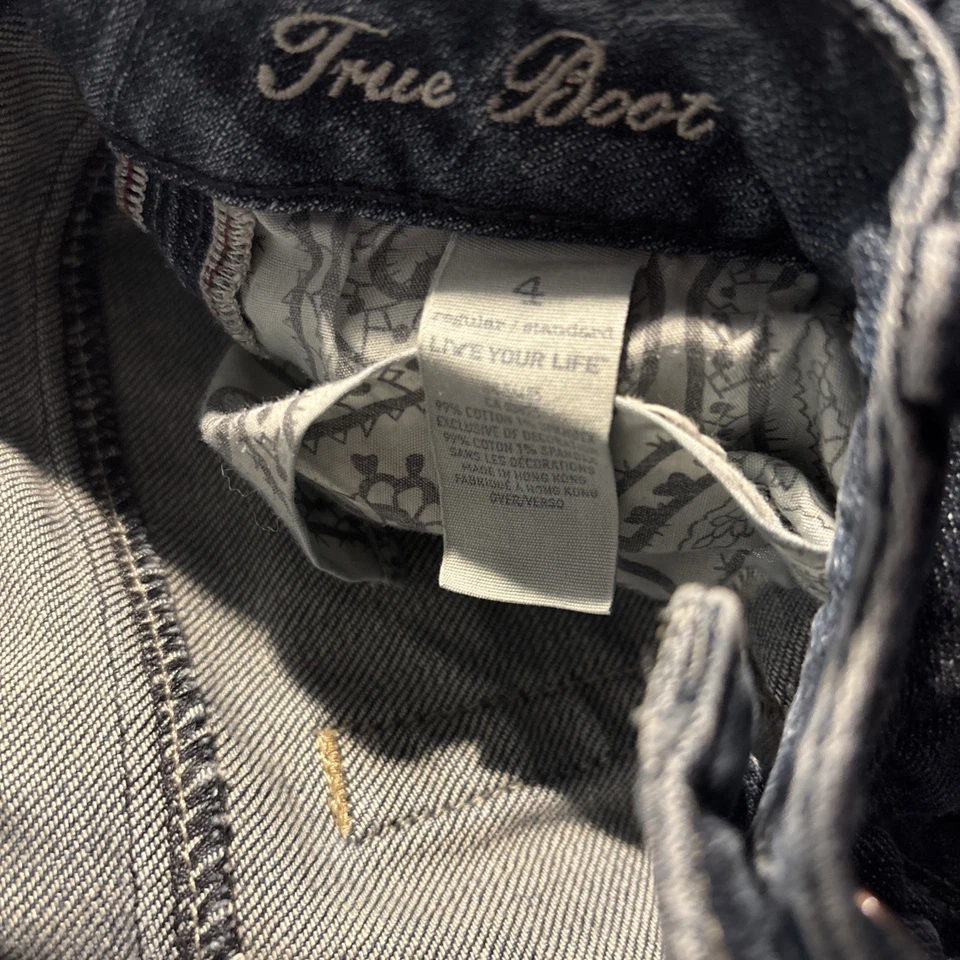 True Boot
4
regular / standard
LIVE YOUR LIFE™
99% COTTON 1% SPANDEX
EXCLUSIVE OF DECORATION
99% COTON 1% SPANDEX
SANS LES DÉCORATIONS
MADE IN HONG KONG
FABRIQUÉ À HONG KONG
OVER/VERSO